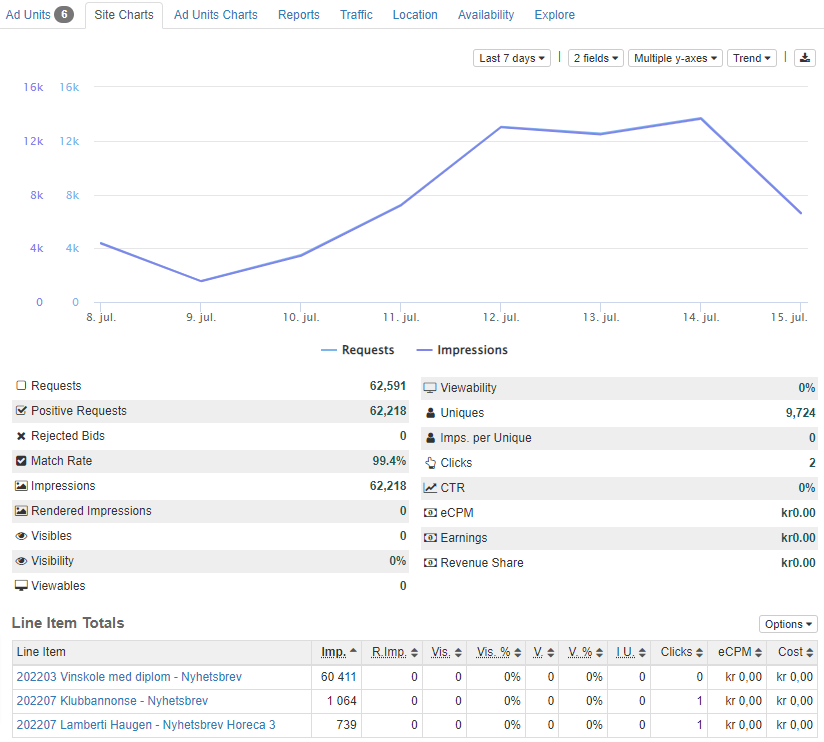 Ad Units 6 Site Charts Ad Units Charts Reports Traffic Location Availability Explore
Last 7 days | 2 fields Multiple y-axes Trend |
16k 16k
12k 12k
8k 8k
4k 4k
0 0
8. jul. 9. jul. 10. jul. 11. jul. 12. jul. 13. jul. 14. jul. 15. jul.
Requests Impressions
Requests 62,591
Positive Requests 62,218
Rejected Bids 0
Match Rate 99.4%
Impressions 62,218
Rendered Impressions 0
Visibles 0
Visibility 0%
Viewables 0
Viewability 0%
Uniques 9,724
Imps. per Unique 0
Clicks 2
CTR 0%
eCPM kr0.00
Earnings kr0.00
Revenue Share kr0.00
Line Item Totals
Options
Line Item Imp. R.Imp. Vis. Vis. % V. V. % I U. Clicks eCPM Cost
202203 Vinskole med diplom - Nyhetsbrev 60 411 0 0 0% 0 0% 0 0 kr 0,00 kr 0,00
202207 Klubbannonse - Nyhetsbrev 1 064 0 0 0% 0 0% 0 1 kr 0,00 kr 0,00
202207 Lamberti Haugen - Nyhetsbrev Horeca 3 739 0 0 0% 0 0% 0 1 kr 0,00 kr 0,00